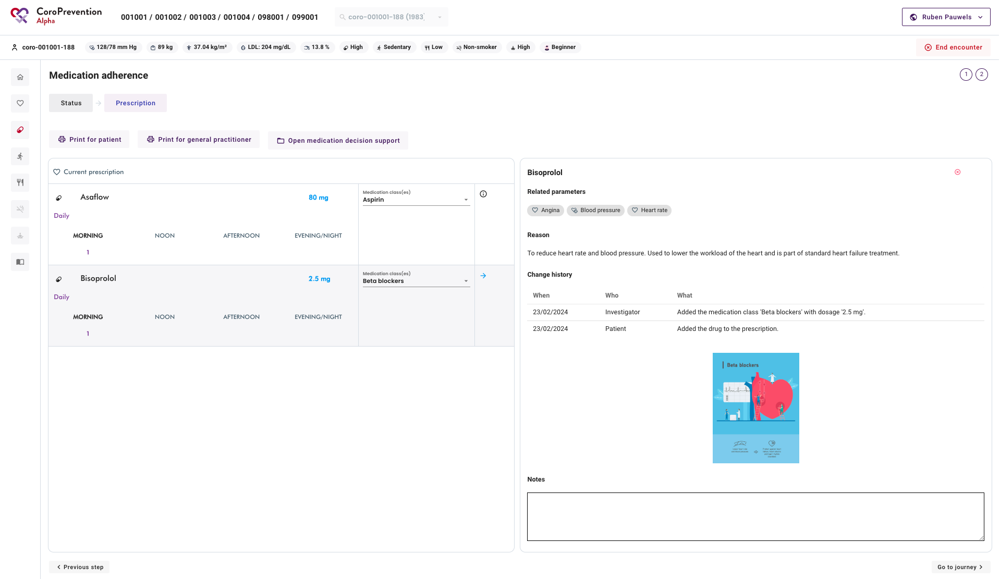 CoroPrevention
Alpha
001001 / 001002 / 001003 / 001004 / 098001 / 099001
coro-001001-188 (1983)
Ruben Pauwels
coro-001001-188
128/78 mm Hg
89 kg
37.04 kg/m²
LDL: 204 mg/dL
13.8 %
High
Sedentary
Low
Non-smoker
High
Beginner
End encounter
Medication adherence
1
2
Status
Prescription
Print for patient
Print for general practitioner
Open medication decision support
Current prescription
Asaflow
80 mg
Medication class(es)
Aspirin
Daily
MORNING NOON AFTERNOON EVENING/NIGHT
1
Bisoprolol
2.5 mg
Medication class(es)
Beta blockers
Daily
MORNING NOON AFTERNOON EVENING/NIGHT
1
Bisoprolol
Related parameters
Angina
Blood pressure
Heart rate
Reason
To reduce heart rate and blood pressure. Used to lower the workload of the heart and is part of standard heart failure treatment.
Change history
When Who What
23/02/2024 Investigator Added the medication class 'Beta blockers' with dosage '2.5 mg'.
23/02/2024 Patient Added the drug to the prescription.
Beta blockers
Notes
Previous step
Go to journey